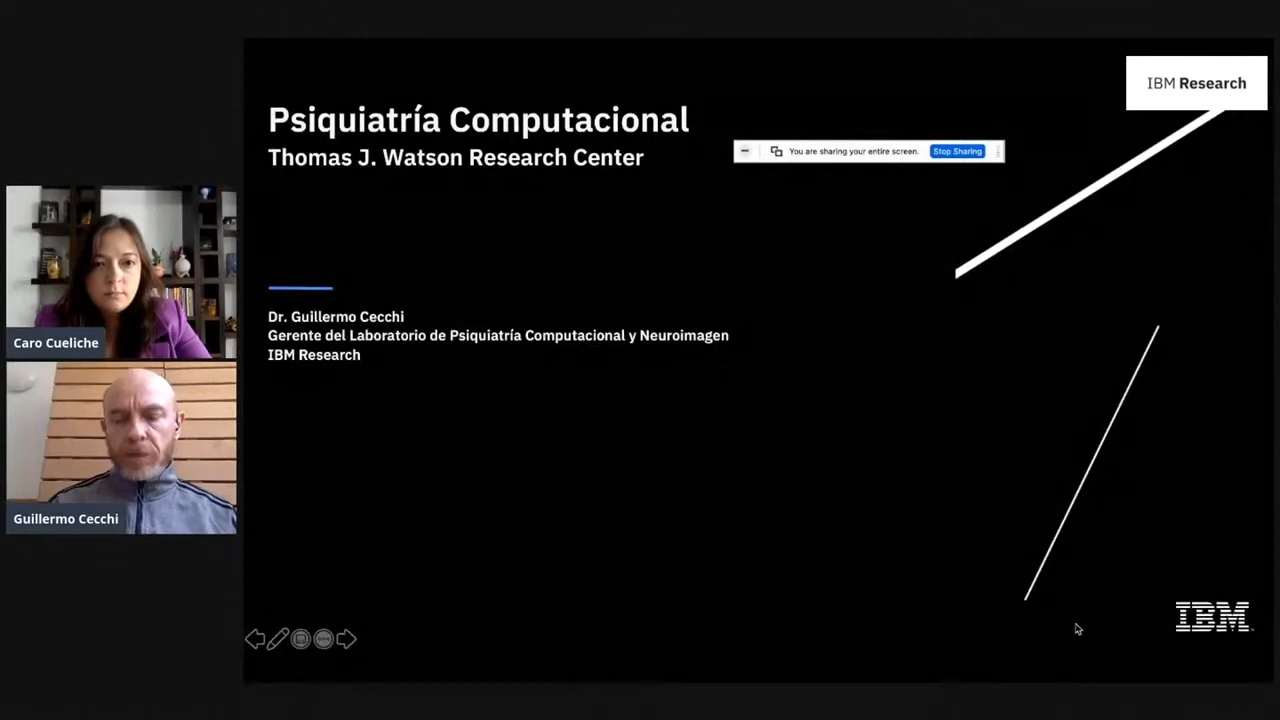 Psiquiatría Computacional
Thomas J. Watson Research Center
IBM Research
You are sharing your entire screen. Stop Sharing
Dr. Guillermo Cecchi
Gerente del Laboratorio de Psiquiatría Computacional y Neuroimagen
IBM Research
Caro Cueliche
Guillermo Cecchi
IBM